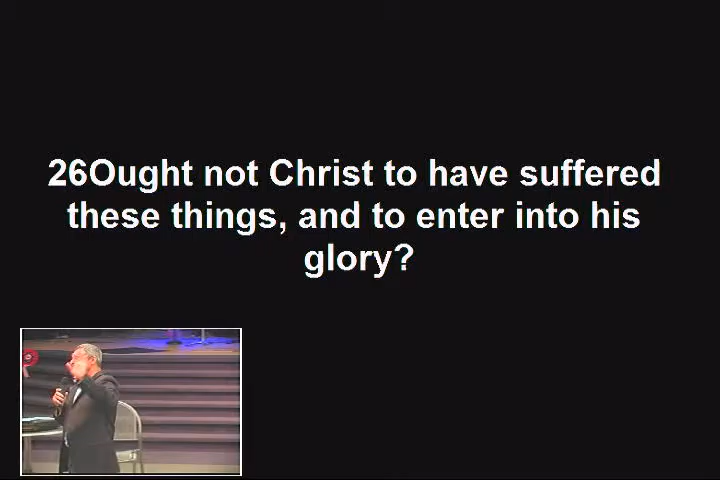 26Ought not Christ to have suffered
these things, and to enter into his
glory?